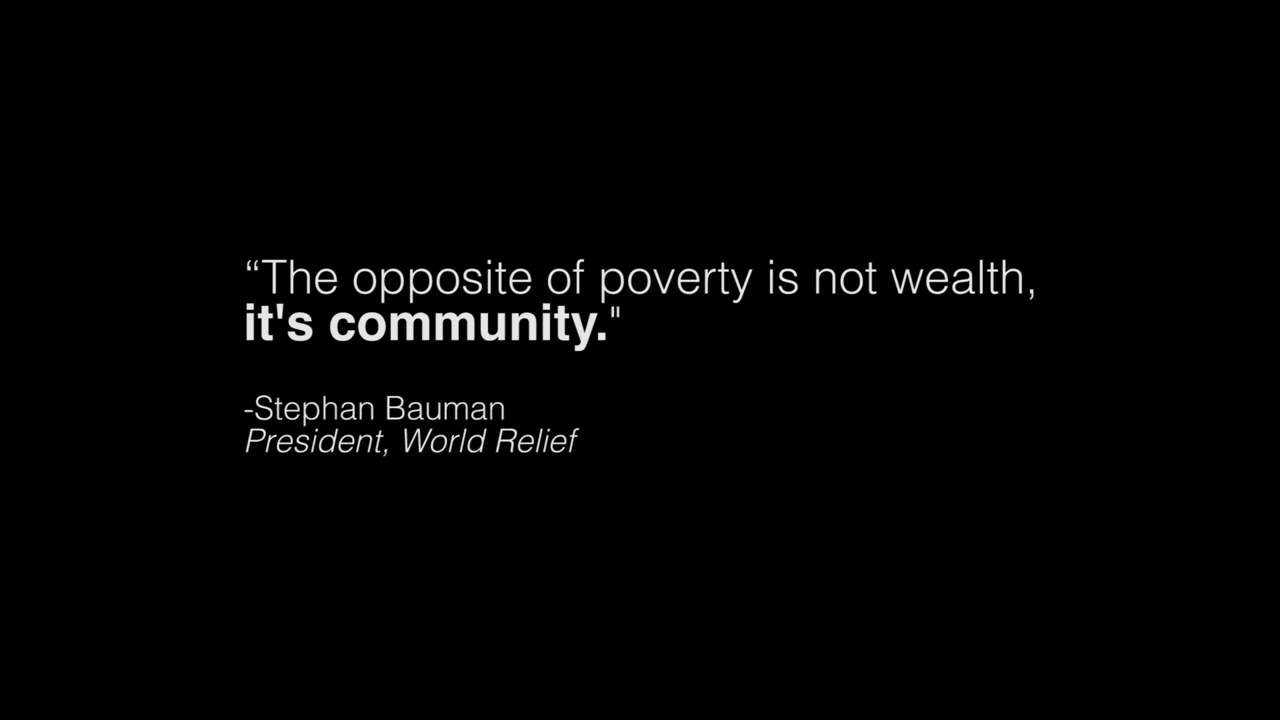 “The opposite of poverty is not wealth,
it's community."
-Stephan Bauman
President, World Relief